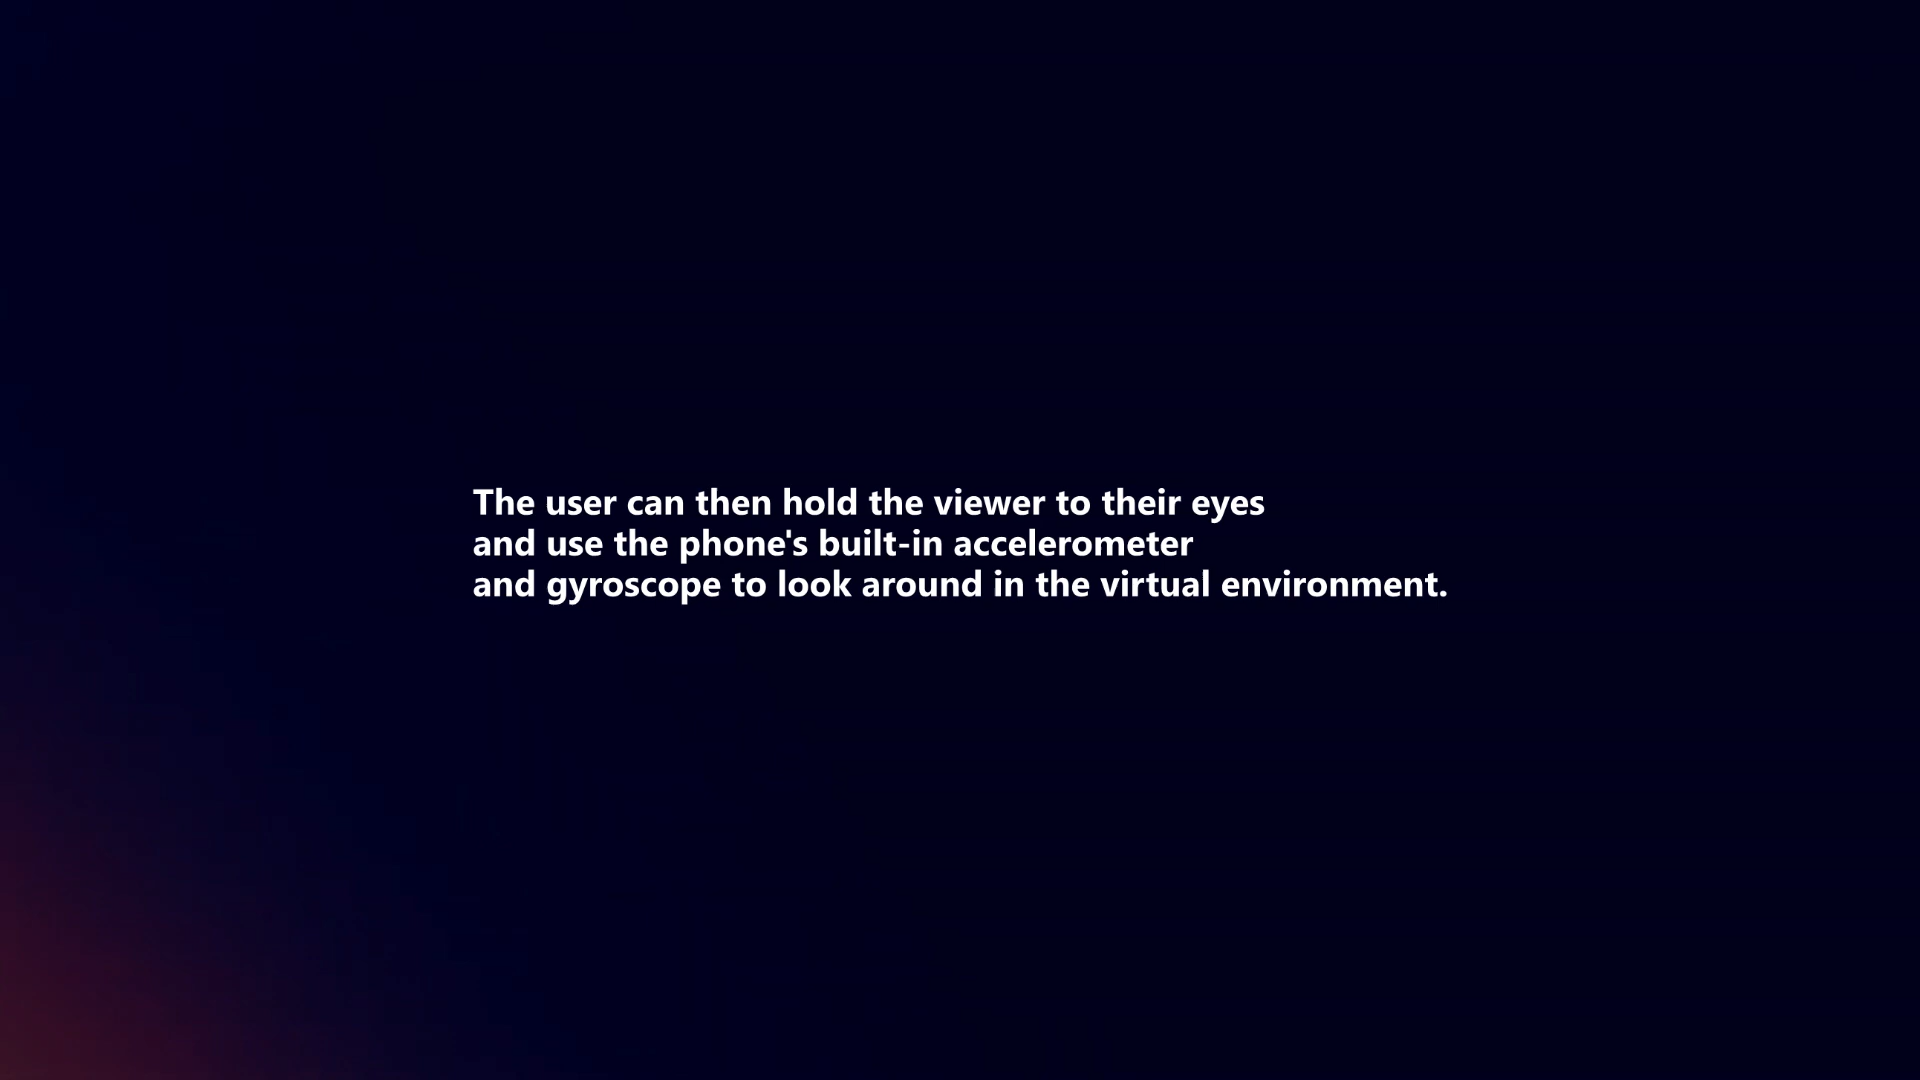 The user can then hold the viewer to their eyes
and use the phone's built-in accelerometer
and gyroscope to look around in the virtual environment.